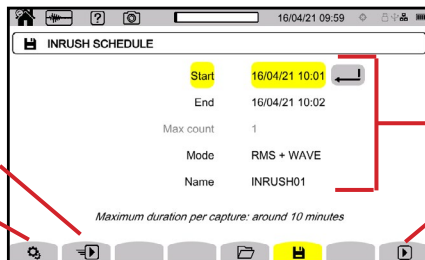 ? 16/04/21 09:59
INRUSH SCHEDULE
Start 16/04/21 10:01
End 16/04/21 10:02
Max count 1
Mode RMS + WAVE
Name INRUSH01
Maximum duration per capture: around 10 minutes